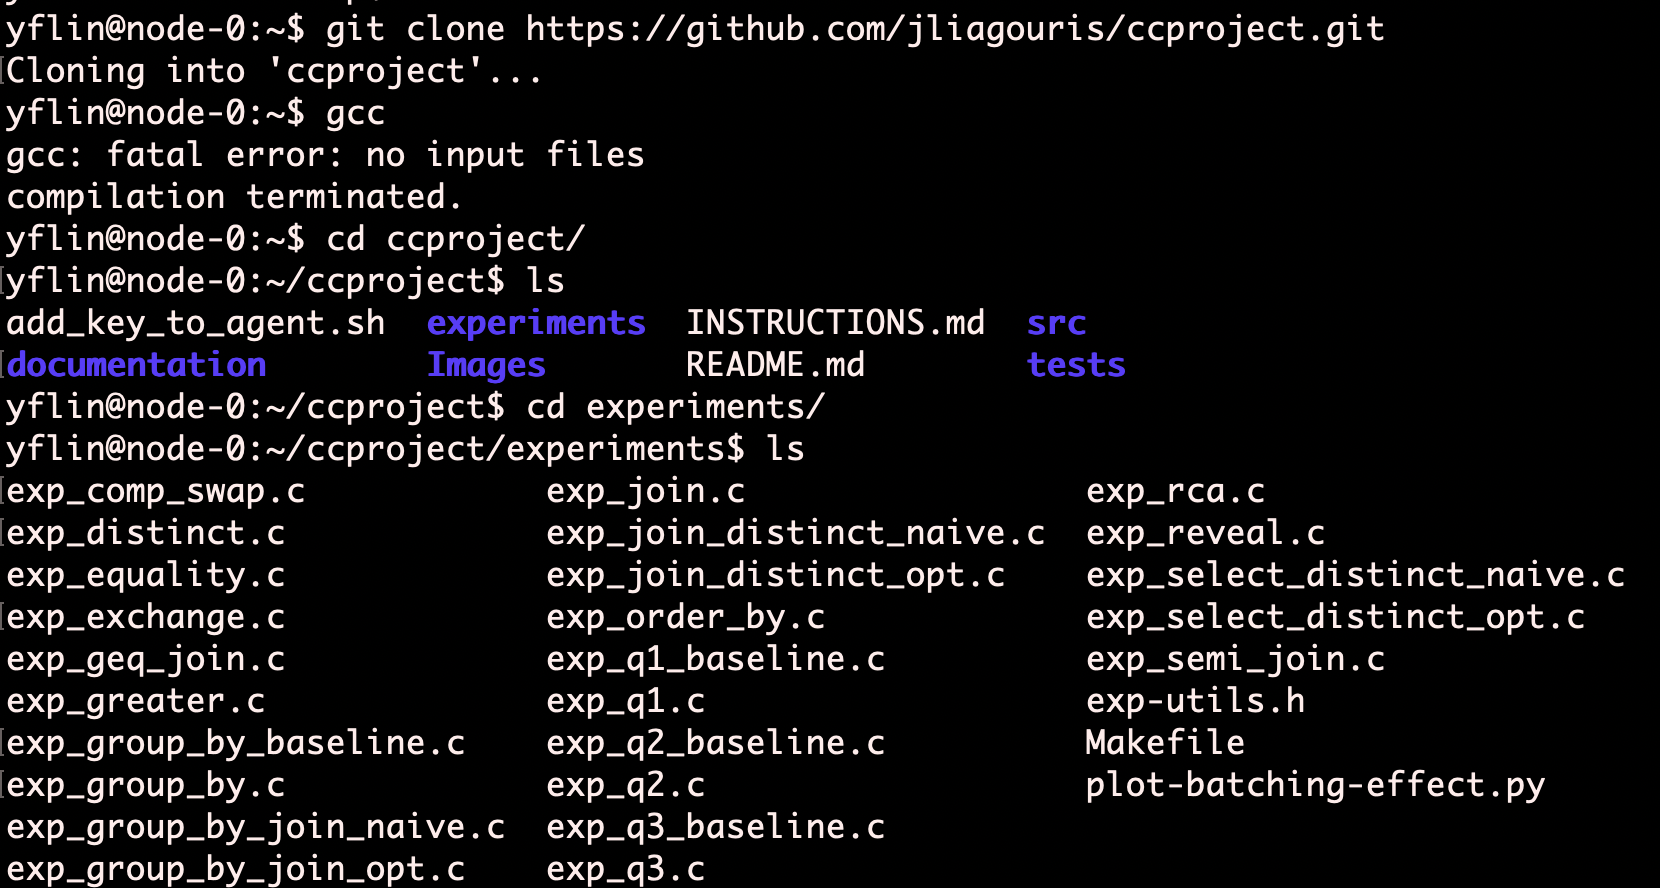 yflin@node-0:~$ git clone https://github.com/jliagouris/ccproject.git
Cloning into 'ccproject'...
yflin@node-0:~$ gcc
gcc: fatal error: no input files
compilation terminated.
yflin@node-0:~$ cd ccproject/
yflin@node-0:~/ccproject$ ls
add_key_to_agent.sh  experiments  INSTRUCTIONS.md  src
documentation        Images       README.md        tests
yflin@node-0:~/ccproject$ cd experiments/
yflin@node-0:~/ccproject/experiments$ ls
exp_comp_swap.c            exp_join.c                 exp_rca.c
exp_distinct.c             exp_join_distinct_naive.c  exp_reveal.c
exp_equality.c             exp_join_distinct_opt.c    exp_select_distinct_naive.c
exp_exchange.c             exp_order_by.c             exp_select_distinct_opt.c
exp_geq_join.c             exp_q1_baseline.c          exp_semi_join.c
exp_greater.c              exp_q1.c                   exp-utils.h
exp_group_by_baseline.c    exp_q2_baseline.c          Makefile
exp_group_by.c             exp_q2.c                   plot-batching-effect.py
exp_group_by_join_naive.c  exp_q3_baseline.c
exp_group_by_join_opt.c    exp_q3.c